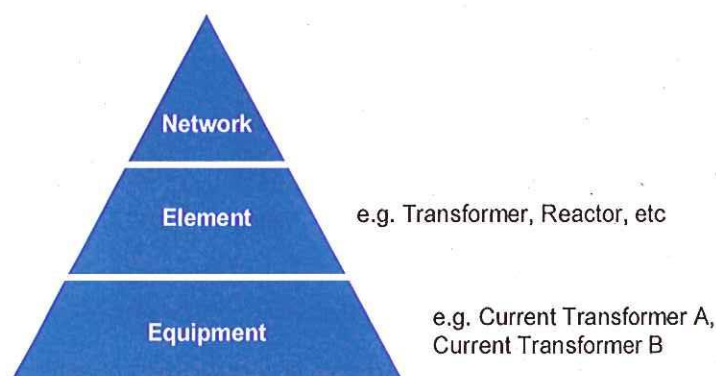 Network
Element
e.g. Transformer, Reactor, etc
Equipment
e.g. Current Transformer A,
Current Transformer B